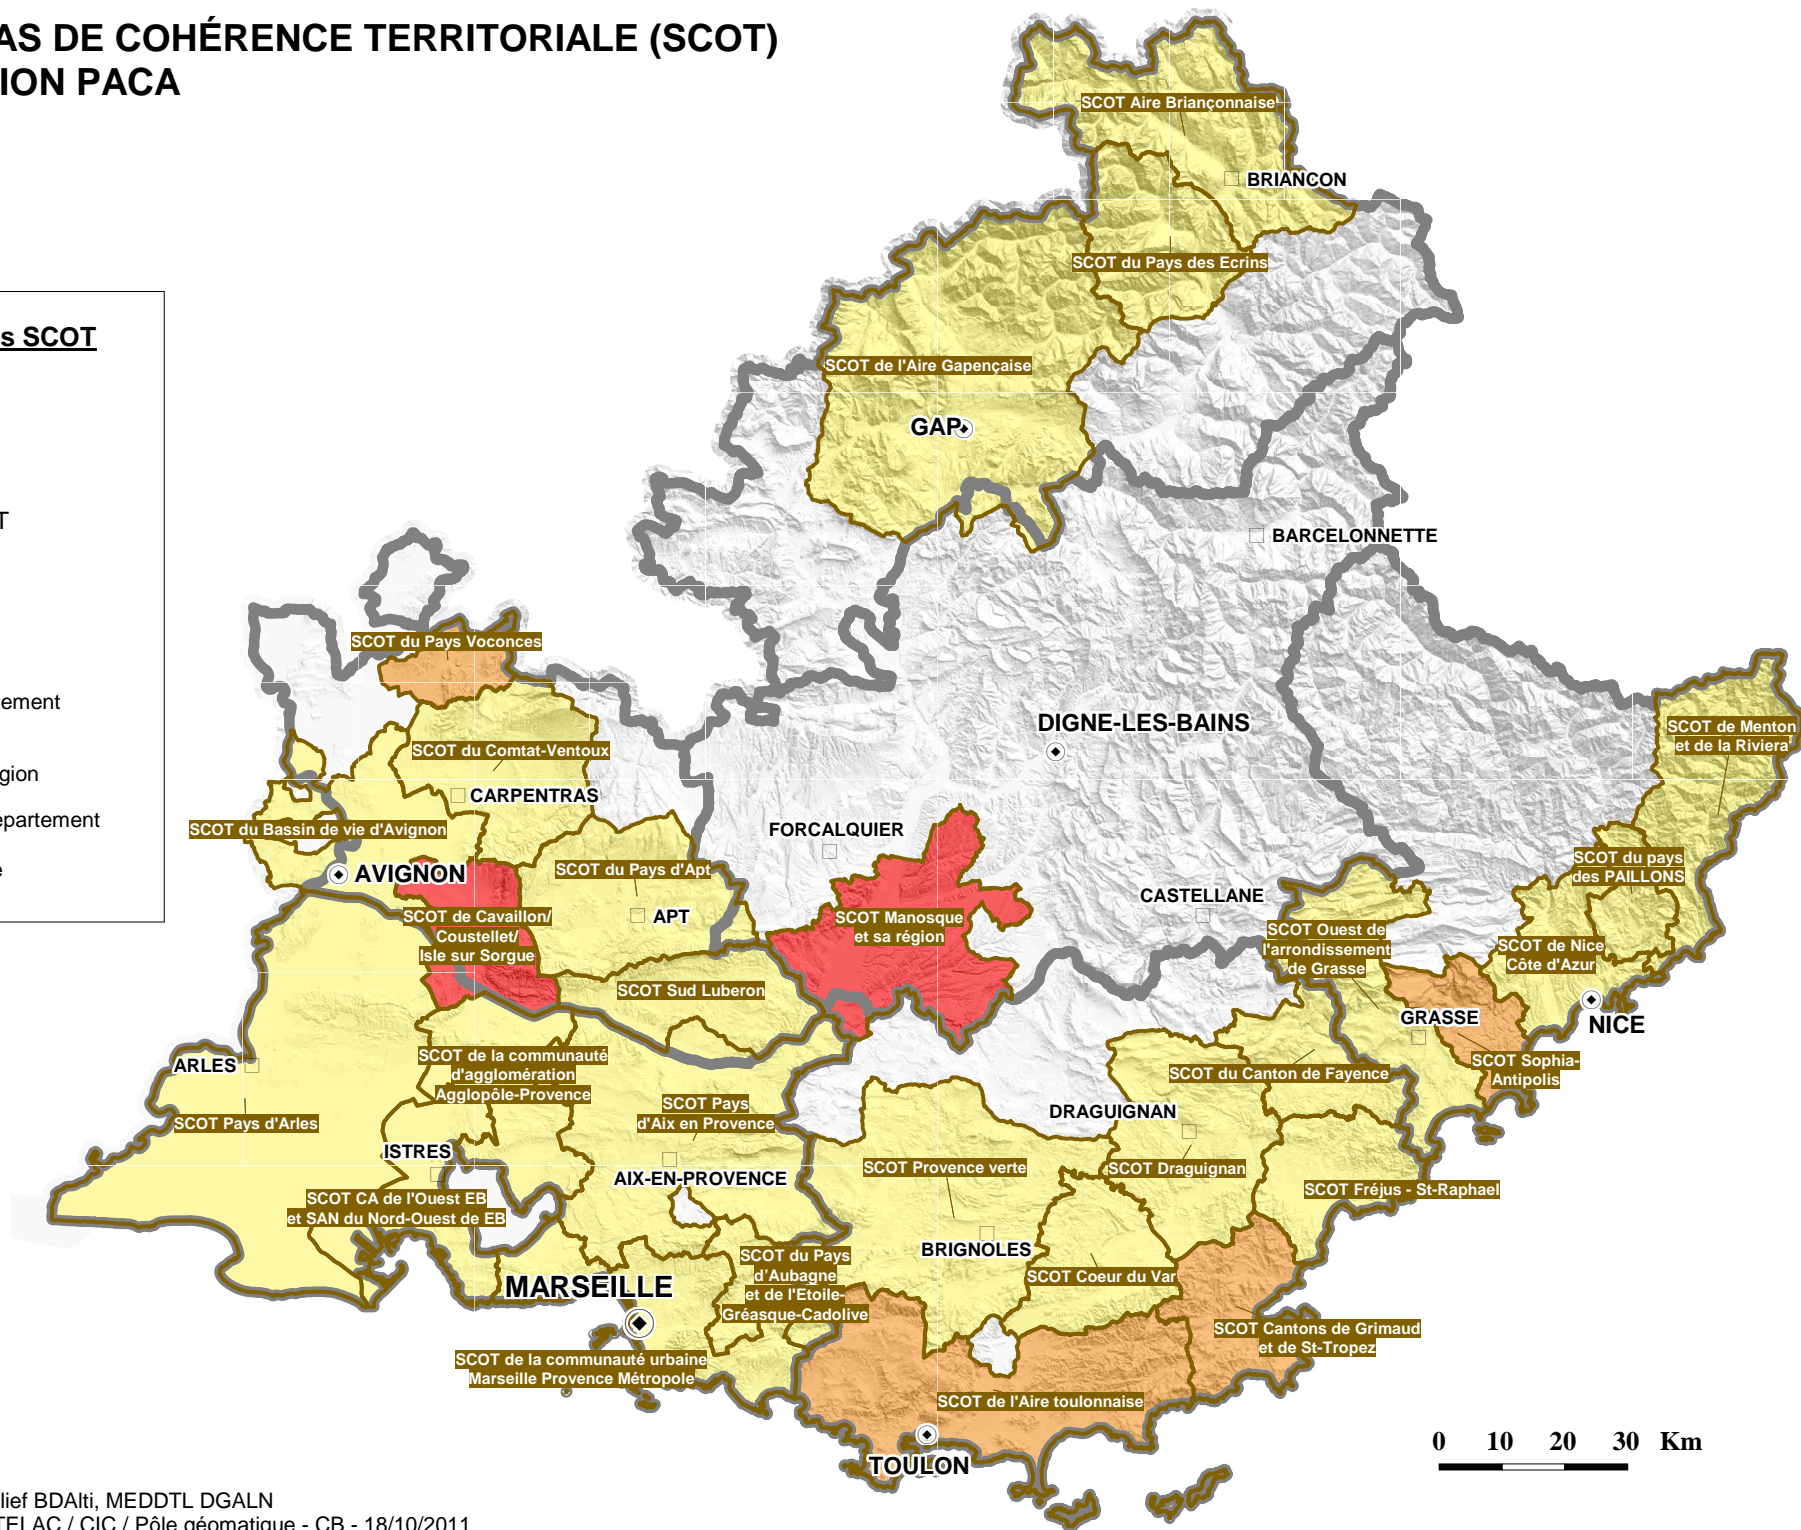 AS DE COHÉRENCE TERRITORIALE (SCOT)
ION PACA
s SCOT
T
ement
gion
épartement
e
SCOT Aire Briançonnaise
BRIANCON
SCOT du Pays des Ecrins
SCOT de l'Aire Gapençaise
GAP
BARCELONNETTE
SCOT du Pays Voconces
DIGNE-LES-BAINS
SCOT de Menton
et de la Riviera
SCOT du Comtat-Ventoux
CARPENTRAS
SCOT du Bassin de vie d'Avignon
FORCALQUIER
AVIGNON
SCOT du Pays d'Apt
APT
SCOT du pays
des PAILLONS
CASTELLANE
SCOT de Cavaillon/
Coustellet/
Isle sur Sorgue
SCOT Manosque
et sa région
SCOT Ouest de
l'arrondissement
de Grasse
SCOT de Nice
Côte d'Azur
SCOT Sud Luberon
NICE
GRASSE
ARLES
SCOT de la communauté
d'agglomération
Agglopôle-Provence
SCOT Sophia-
Antipolis
SCOT du Canton de Fayence
SCOT Pays d'Arles
SCOT Pays
d'Aix en Provence
DRAGUIGNAN
ISTRES
AIX-EN-PROVENCE
SCOT Provence verte
SCOT Draguignan
SCOT CA de l'Ouest EB
et SAN du Nord-Ouest de EB
SCOT Fréjus - St-Raphael
BRIGNOLES
SCOT du Pays
d'Aubagne
et de l'Etoile-
Gréasque-Cadolive
SCOT Coeur du Var
MARSEILLE
SCOT Cantons de Grimaud
et de St-Tropez
SCOT de la communauté urbaine
Marseille Provence Métropole
SCOT de l'Aire toulonnaise
TOULON
0 10 20 30 Km
lief BDAlti, MEDDTL DGALN
TELAC / CIC / Pôle géomatique - CB - 18/10/2011